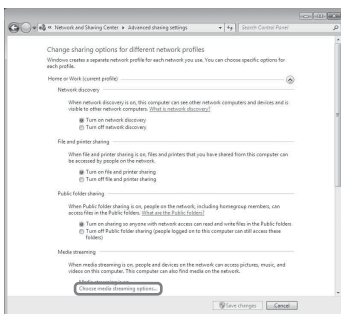 « Network and Sharing Center ▸ Advanced sharing settings
Search Control Panel
Change sharing options for different network profiles
Windows creates a separate network profile for each network you use. You can choose specific options for
each profile.
Home or Work (current profile)
Network discovery
When network discovery is on, this computer can see other network computers and devices and is
visible to other network computers. What is network discovery?
Turn on network discovery
Turn off network discovery
File and printer sharing
When file and printer sharing is on, files and printers that you have shared from this computer can
be accessed by people on the network.
Turn on file and printer sharing
Turn off file and printer sharing
Public folder sharing
When Public folder sharing is on, people on the network, including homegroup members, can
access files in the Public folders. What are the Public folders?
Turn on sharing so anyone with network access can read and write files in the Public folders
Turn off Public folder sharing (people logged on to this computer can still access these
folders)
Media streaming
When media streaming is on, people and devices on the network can access pictures, music, and
videos on this computer. This computer can also find media on the network.
Choose media streaming options...
Save changes
Cancel